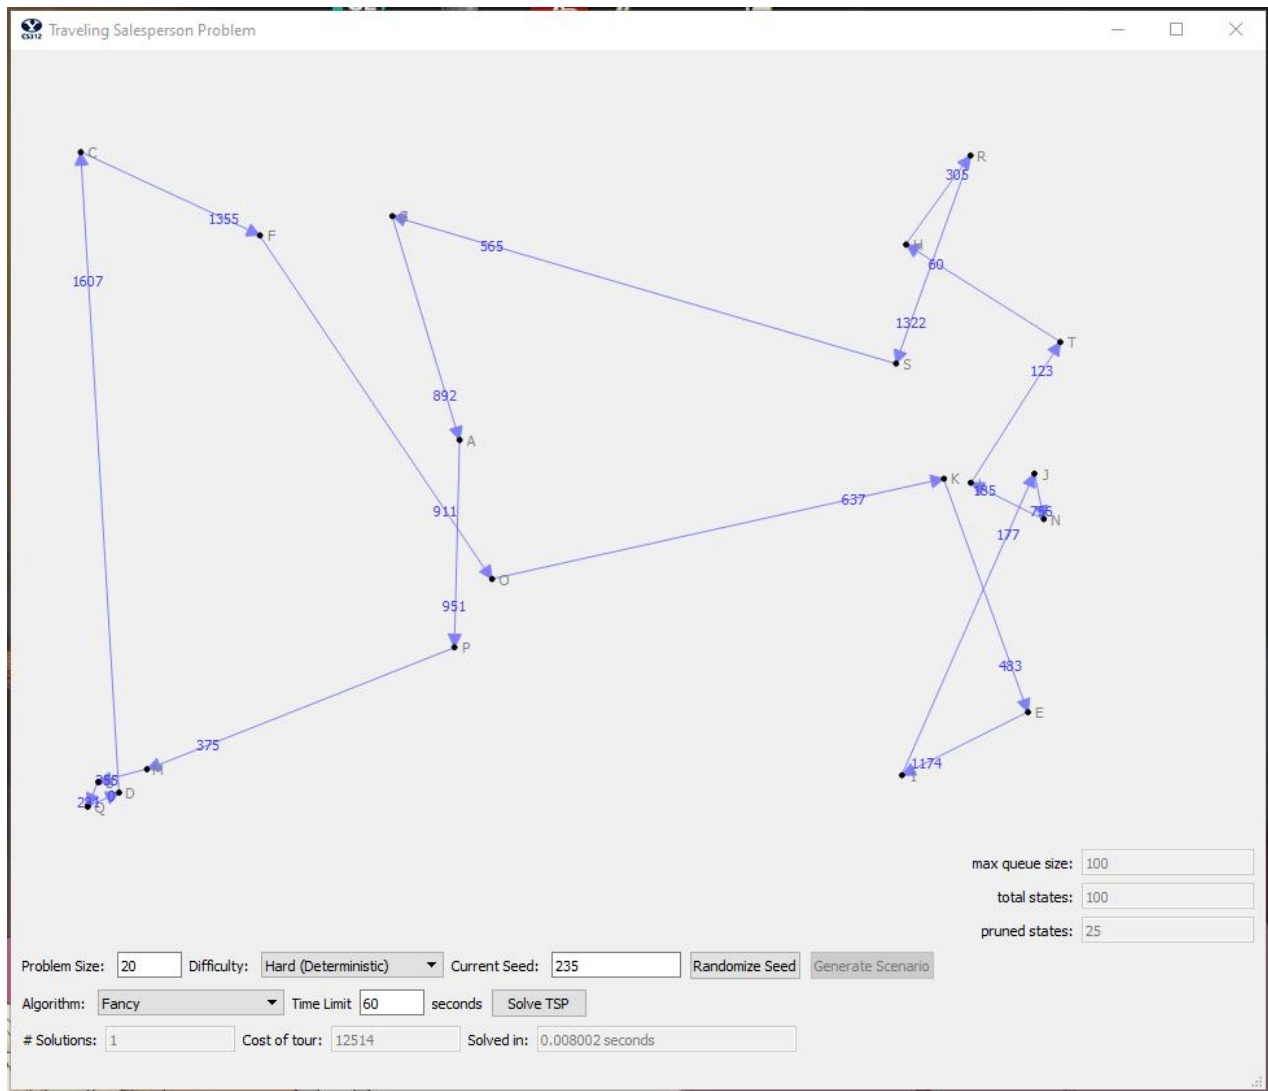 CS312 Traveling Salesperson Problem
C
R
305
1355
F
H
565
60
1607
1322
S
T
123
892
A
K
J
185
637
N
911
177
O
951
P
483
E
375
M
1174
I
D
Q
max queue size: 100
total states: 100
pruned states: 25
Problem Size: 20 Difficulty: Hard (Deterministic) Current Seed: 235 Randomize Seed Generate Scenario
Algorithm: Fancy Time Limit 60 seconds Solve TSP
# Solutions: 1 Cost of tour: 12514 Solved in: 0.008002 seconds